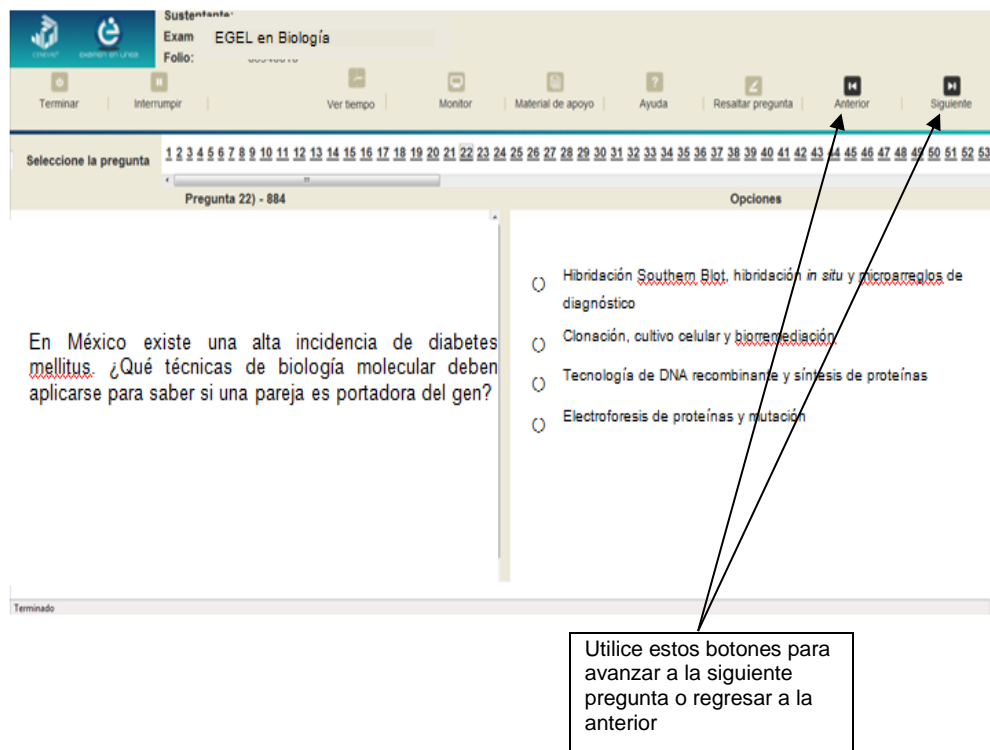 Sustentante:
Exam EGEL en Biología
Folio:
examen en línea
Terminar
Interrumpir
Ver tiempo
Monitor
Material de apoyo
Ayuda
Resaltar pregunta
Anterior
Siguiente
Seleccione la pregunta
1 2 3 4 5 6 7 8 9 10 11 12 13 14 15 16 17 18 19 20 21 22 23 24 25 26 27 28 29 30 31 32 33 34 35 36 37 38 39 40 41 42 43 44 45 46 47 48 49 50 51 52 53
Pregunta 22) - 884
Opciones
En México existe una alta incidencia de diabetes
mellitus. ¿Qué técnicas de biología molecular deben
aplicarse para saber si una pareja es portadora del gen?
Hibridación Southern Blot, hibridación in situ y microarreglos de
diagnóstico
Clonación, cultivo celular y biorremediación
Tecnología de DNA recombinante y síntesis de proteínas
Electroforesis de proteínas y mutación
Terminado
Utilice estos botones para
avanzar a la siguiente
pregunta o regresar a la
anterior